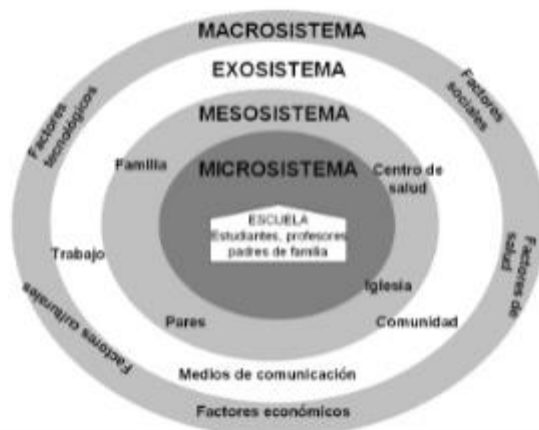 MACROSISTEMA
EXOSISTEMA
MESOSISTEMA
MICROSISTEMA
Factores
tecnológicos
Factores
sociales
Familia
Centro de
salud
ESCUELA
Estudiantes, profesores
padres de familia
Trabajo
Factores de
salud
Iglesia
Factores culturales
Pares
Comunidad
Medios de comunicación
Factores económicos